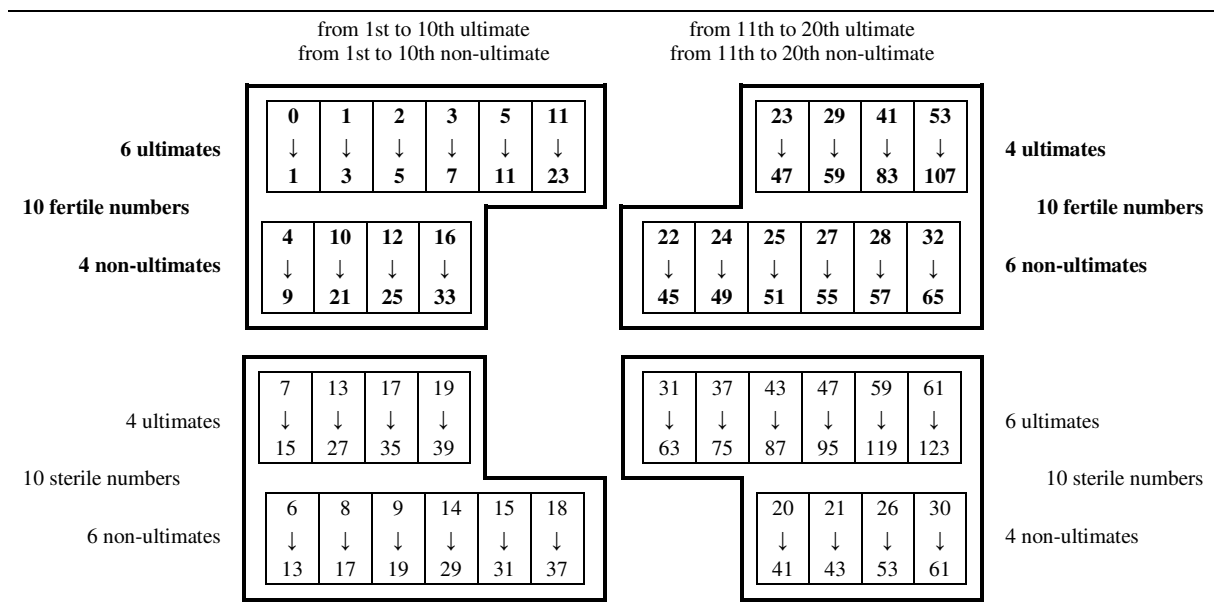 from 1st to 10th ultimate from 11th to 20th ultimate
from 1st to 10th non-ultimate from 11th to 20th non-ultimate
0 1 2 3 5 11 23 29 41 53
6 ultimates ↓ ↓ ↓ ↓ ↓ ↓ ↓ ↓ ↓ ↓ 4 ultimates
1 3 5 7 11 23 47 59 83 107
10 fertile numbers 10 fertile numbers
4 10 12 16 22 24 25 27 28 32
4 non-ultimates ↓ ↓ ↓ ↓ ↓ ↓ ↓ ↓ ↓ ↓ 6 non-ultimates
9 21 25 33 45 49 51 55 57 65
7 13 17 19 31 37 43 47 59 61
4 ultimates ↓ ↓ ↓ ↓ ↓ ↓ ↓ ↓ ↓ ↓ 6 ultimates
15 27 35 39 63 75 87 95 119 123
10 sterile numbers 10 sterile numbers
6 8 9 14 15 18 20 21 26 30
6 non-ultimates ↓ ↓ ↓ ↓ ↓ ↓ ↓ ↓ ↓ ↓ 4 non-ultimates
13 17 19 29 31 37 41 43 53 61